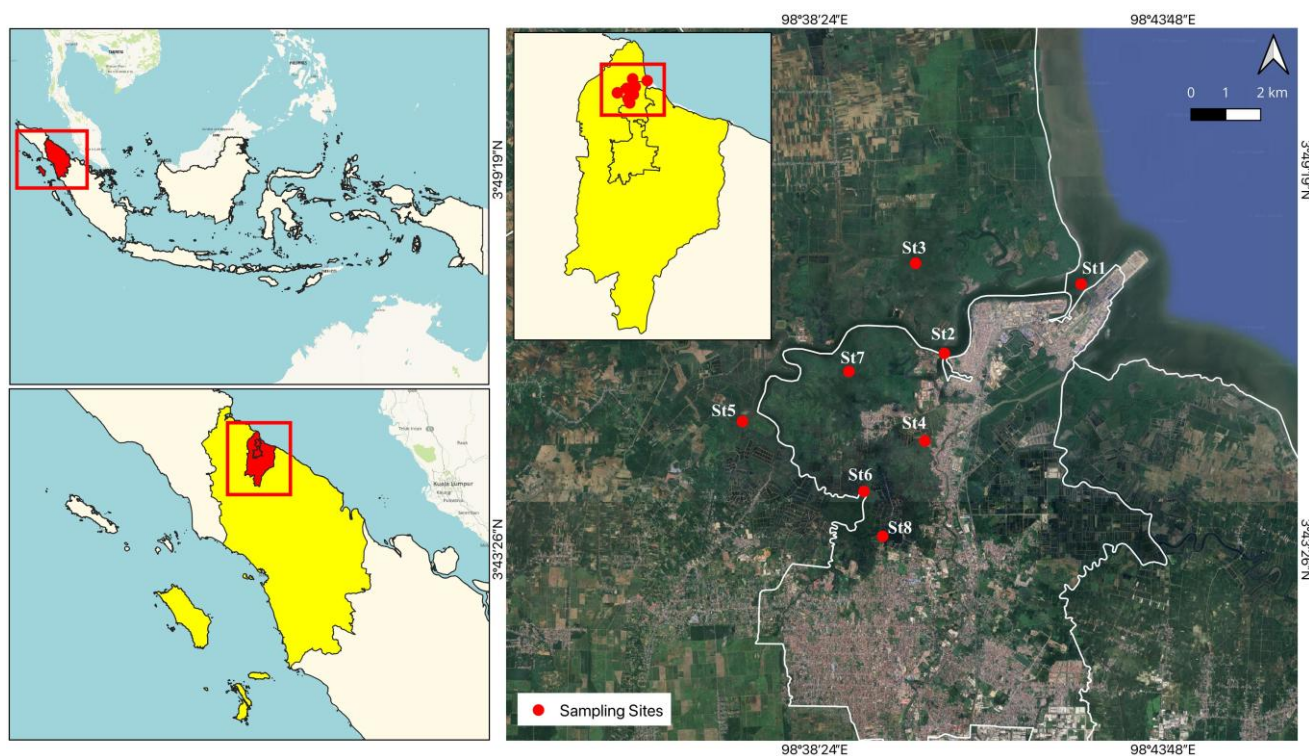 98°38'24"E
98°43'48"E
3°49'19"N
3°49'19"N
0 1 2 km
St1
St2
St3
St4
St5
St6
St7
St8
3°43'26"N
3°43'26"N
Kuala Lumpur
Sampling Sites
98°38'24"E
98°43'48"E